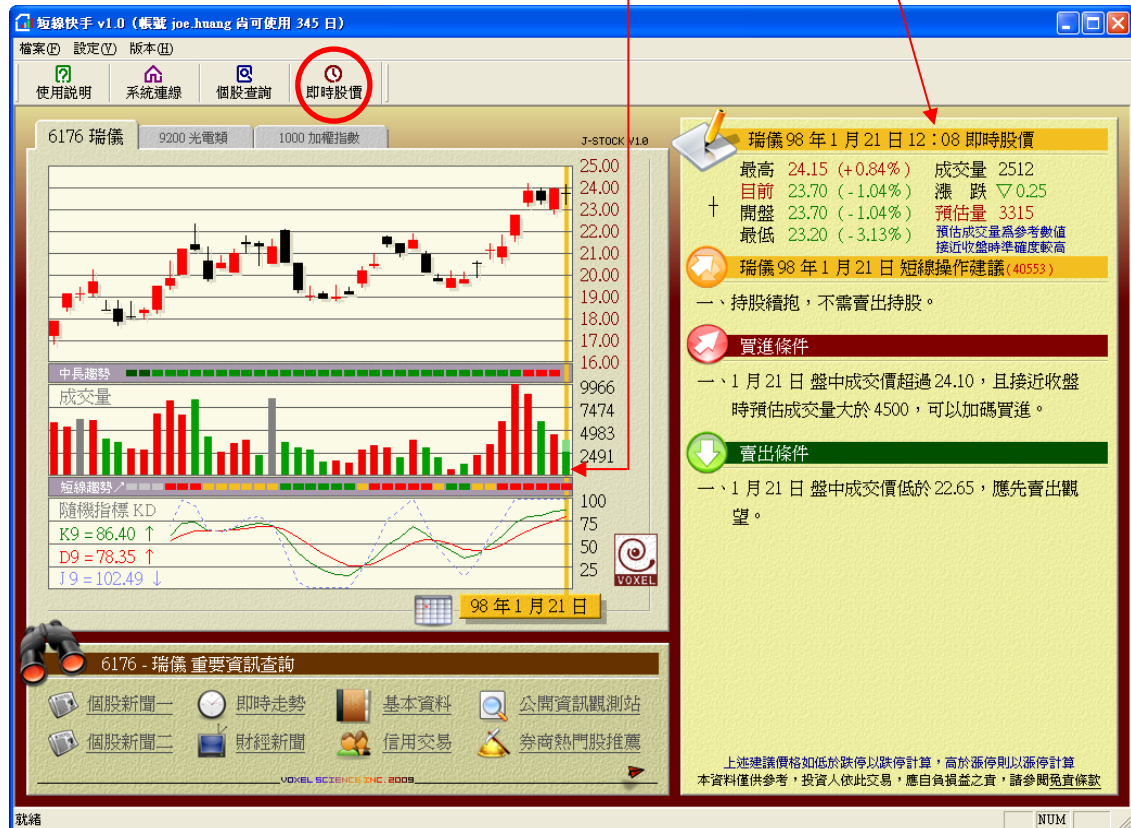 短線快手 v1.0（帳號 joe.huang 尚可使用 345 日）
檔案(F) 設定(V) 版本(H)
使用說明 系統連線 個股查詢 即時股價
6176 瑞儀 9200 光電類 1000 加權指數
J-STOCK V1.0
25.00
24.00
23.00
22.00
21.00
20.00
19.00
18.00
17.00
16.00
中長趨勢
成交量
9966
7474
4983
2491
短線趨勢↗
隨機指標 KD
K9 = 86.40 ↑
D9 = 78.35 ↑
J9 = 102.49 ↓
100
75
50
25
VOXEL
98 年 1 月 21 日
6176 - 瑞儀 重要資訊查詢
個股新聞一 即時走勢 基本資料 公開資訊觀測站
個股新聞二 財經新聞 信用交易 券商熱門股推薦
VOXEL SCIENCE INC. 2009
瑞儀 98 年 1 月 21 日 12：08 即時股價
最高 24.15 (+0.84%) 成交量 2512
目前 23.70 (-1.04%) 漲 跌 ▽0.25
開盤 23.70 (-1.04%) 預估量 3315
最低 23.20 (-3.13%) 預估成交量為參考數值
接近收盤時準確度較高
瑞儀 98 年 1 月 21 日 短線操作建議(40553)
一、持股續抱，不需賣出持股。
買進條件
一、1 月 21 日 盤中成交價超過 24.10，且接近收盤
時預估成交量大於 4500，可以加碼買進。
賣出條件
一、1 月 21 日 盤中成交價低於 22.65，應先賣出觀
望。
上述建議價格如低於跌停以跌停計算，高於漲停則以漲停計算
本資料僅供參考，投資人依此交易，應自負損益之責，請參閱免責條款
就緒
NUM